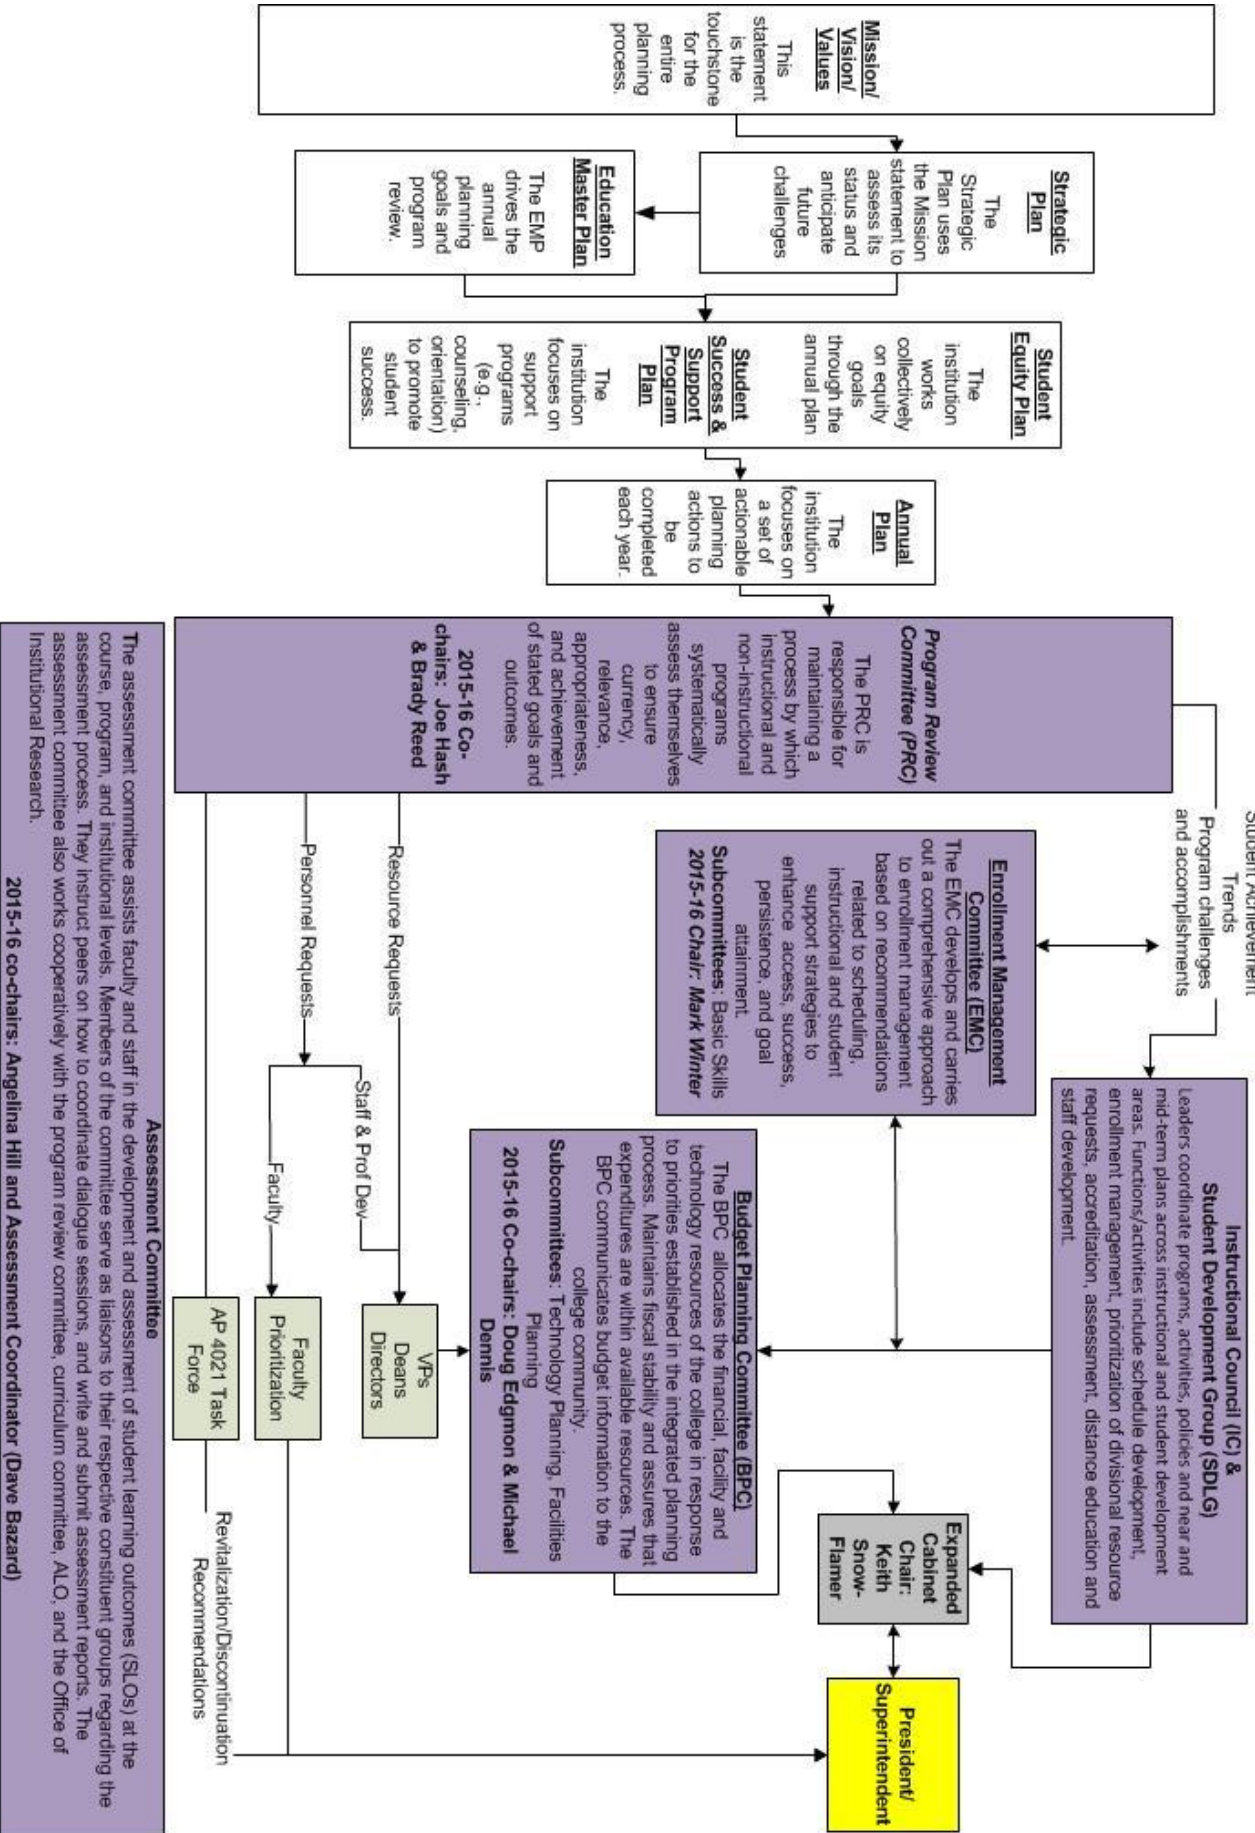 Mission/
Vision/
Values
This
statement
is the
touchstone
for the
entire
planning
process.
Strategic
Plan
The
Strategic
Plan uses
the Mission
statement to
assess its
status and
anticipate
future
challenges
Education
Master Plan
The EMP
drives the
annual
planning
goals and
program
review.
Student
Equity Plan
The
institution
works
collectively
on equity
goals
through the
annual plan
Student
Success &
Support
Program
Plan
The
institution
focuses on
support
programs
(e.g.,
counseling,
orientation)
to promote
student
success.
Annual
Plan
The
institution
focuses on
a set of
actionable
planning
actions to
be
completed
each year.
Program Review
Committee (PRC)
The PRC is
responsible for
maintaining a
process by which
instructional and
non-instructional
programs
systematically
assess themselves
to ensure
currency,
relevance,
appropriateness,
and achievement
of stated goals and
outcomes.
2015-16 Co-
chairs: Joe Hash
& Brady Reed
Student Achievement
Trends
Program challenges
and accomplishments
Instructional Council (IC) &
Student Development Group (SDLG)
Leaders coordinate programs, activities, policies and near and
mid-term plans across instructional and student development
areas. Functions/activities include schedule development,
enrollment management, prioritization of divisional resource
requests, accreditation, assessment, distance education and
staff development.
Enrollment Management
Committee (EMC)
The EMC develops and carries
out a comprehensive approach
to enrollment management
based on recommendations
related to scheduling,
instructional and student
support strategies to
enhance access, success,
persistence, and goal
attainment.
Subcommittees: Basic Skills
2015-16 Chair: Mark Winter
Budget Planning Committee (BPC)
The BPC allocates the financial, facility and
technology resources of the college in response
to priorities established in the integrated planning
process. Maintains fiscal stability and assures that
expenditures are within available resources. The
BPC communicates budget information to the
college community.
Subcommittees: Technology Planning, Facilities
Planning
2015-16 Co-chairs: Doug Edgmon & Michael
Dennis
Expanded
Cabinet
Chair:
Keith
Snow-
Flamer
President/
Superintendent
Resource Requests
Personnel Requests
Staff & Prof Dev
Faculty
VPs
Deans
Directors
Faculty
Prioritization
AP 4021 Task
Force
Revitalization/Discontinuation
Recommendations
Assessment Committee
The assessment committee assists faculty and staff in the development and assessment of student learning outcomes (SLOs) at the
course, program, and institutional levels. Members of the committee serve as liaisons to their respective constituent groups regarding the
assessment process. They instruct peers on how to coordinate dialogue sessions, and write and submit assessment reports. The
assessment committee also works cooperatively with the program review committee, curriculum committee, ALO, and the Office of
Institutional Research.
2015-16 co-chairs: Angelina Hill and Assessment Coordinator (Dave Bazard)